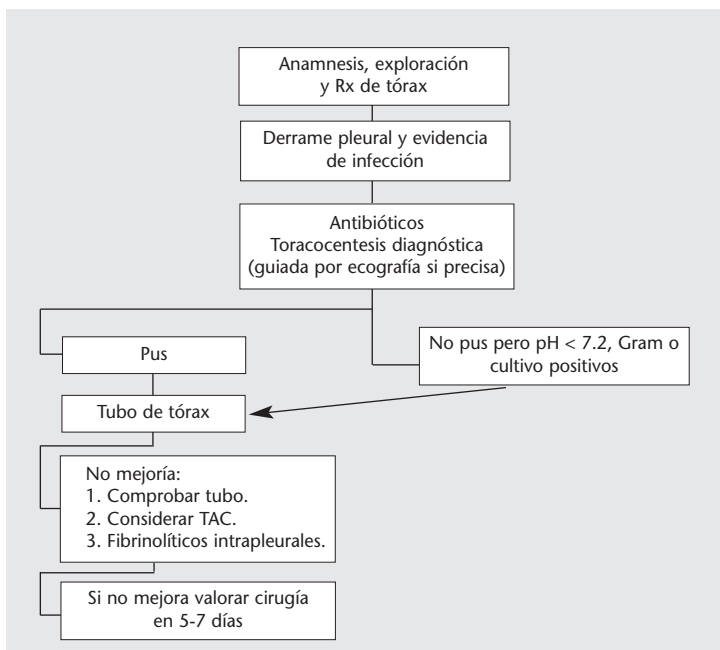 Anamnesis, exploración
y Rx de tórax
Derrame pleural y evidencia
de infección
Antibióticos
Toracocentesis diagnóstica
(guiada por ecografía si precisa)
Pus
No pus pero pH < 7.2, Gram o
cultivo positivos
Tubo de tórax
No mejoría:
1. Comprobar tubo.
2. Considerar TAC.
3. Fibrinolíticos intrapleurales.
Si no mejora valorar cirugía
en 5-7 días